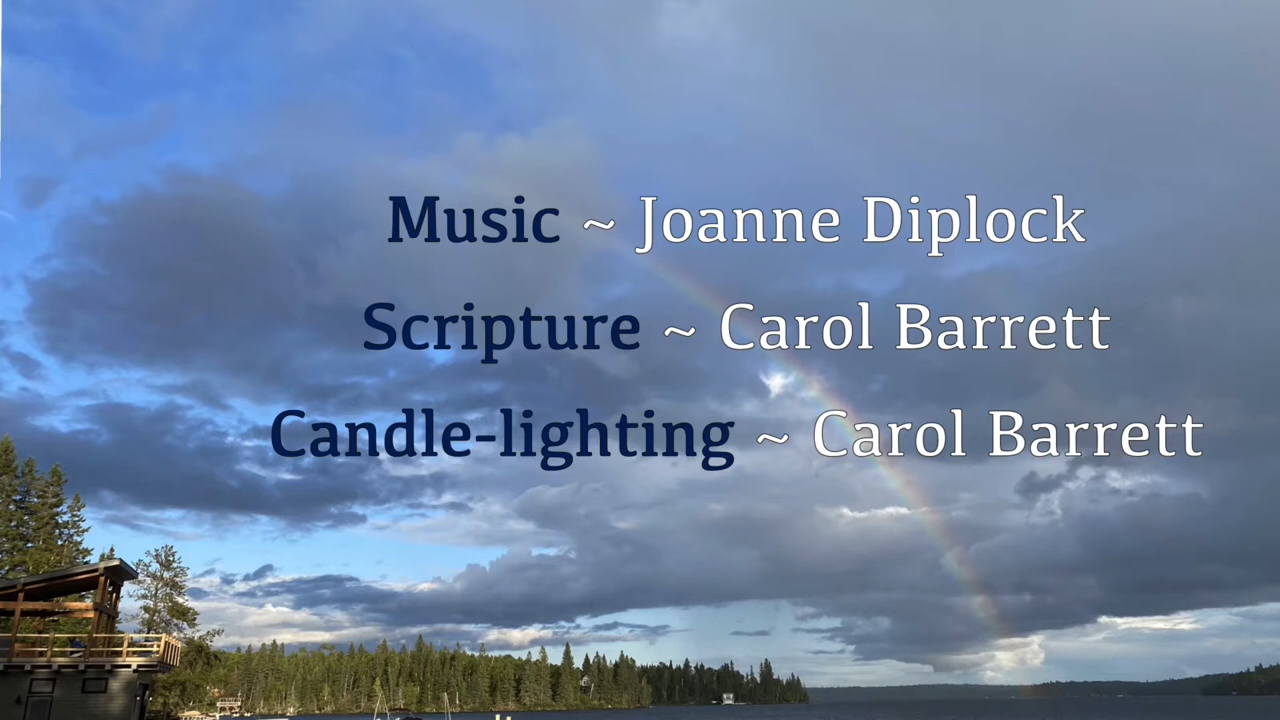 Music ~ Joanne Diplock
Scripture ~ Carol Barrett
Candle-lighting ~ Carol Barrett